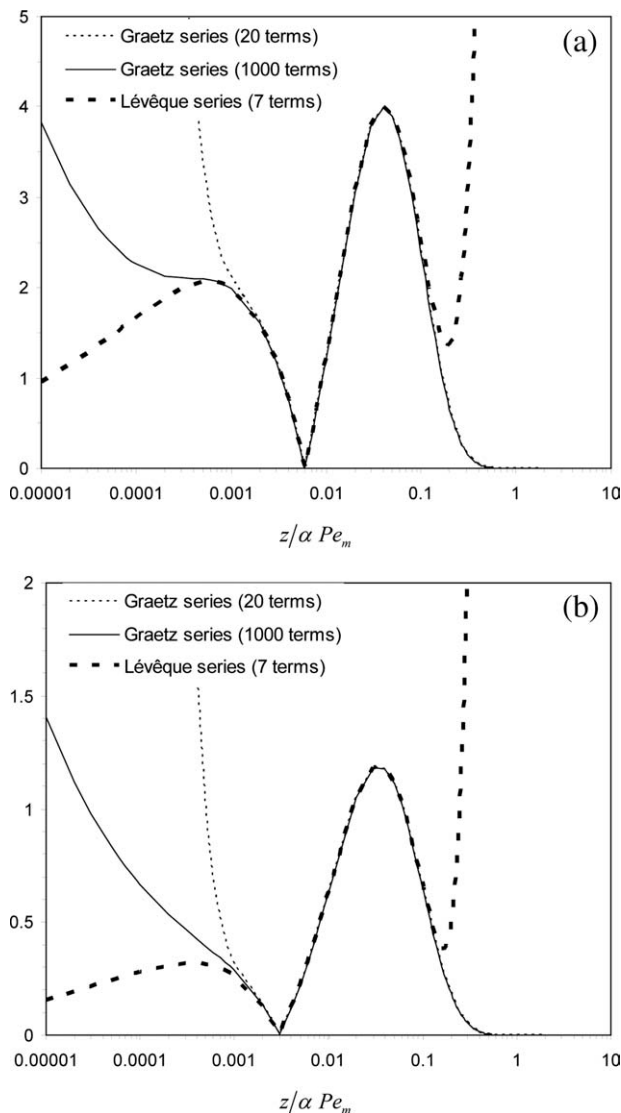 5
4
3
2
1
0
Graetz series (20 terms)
Graetz series (1000 terms)
Lévêque series (7 terms)
(a)
0.00001 0.0001 0.001 0.01 0.1 1 10
z/α Pe_m
2
1.5
1
0.5
0
Graetz series (20 terms)
Graetz series (1000 terms)
Lévêque series (7 terms)
(b)
0.00001 0.0001 0.001 0.01 0.1 1 10
z/α Pe_m